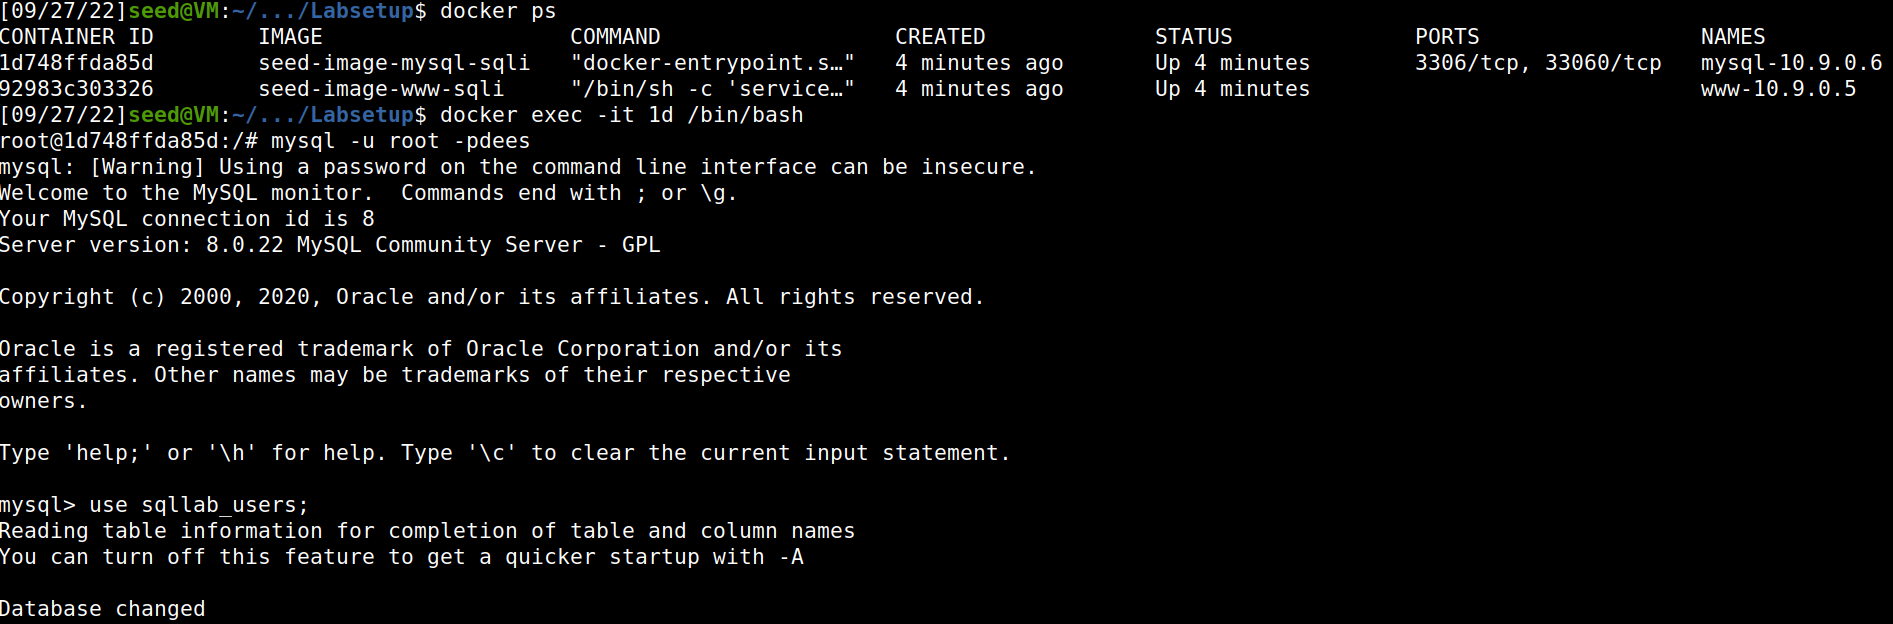 [09/27/22]seed@VM:~/.../Labsetup$ docker ps
CONTAINER ID        IMAGE                   COMMAND                  CREATED             STATUS              PORTS                 NAMES
1d748ffda85d        seed-image-mysql-sqli   "docker-entrypoint.s…"   4 minutes ago       Up 4 minutes        3306/tcp, 33060/tcp   mysql-10.9.0.6
92983c303326        seed-image-www-sqli     "/bin/sh -c 'service…"   4 minutes ago       Up 4 minutes                              www-10.9.0.5
[09/27/22]seed@VM:~/.../Labsetup$ docker exec -it 1d /bin/bash
root@1d748ffda85d:/# mysql -u root -pdees
mysql: [Warning] Using a password on the command line interface can be insecure.
Welcome to the MySQL monitor.  Commands end with ; or \g.
Your MySQL connection id is 8
Server version: 8.0.22 MySQL Community Server - GPL

Copyright (c) 2000, 2020, Oracle and/or its affiliates. All rights reserved.

Oracle is a registered trademark of Oracle Corporation and/or its
affiliates. Other names may be trademarks of their respective
owners.

Type 'help;' or '\h' for help. Type '\c' to clear the current input statement.

mysql> use sqllab_users;
Reading table information for completion of table and column names
You can turn off this feature to get a quicker startup with -A

Database changed